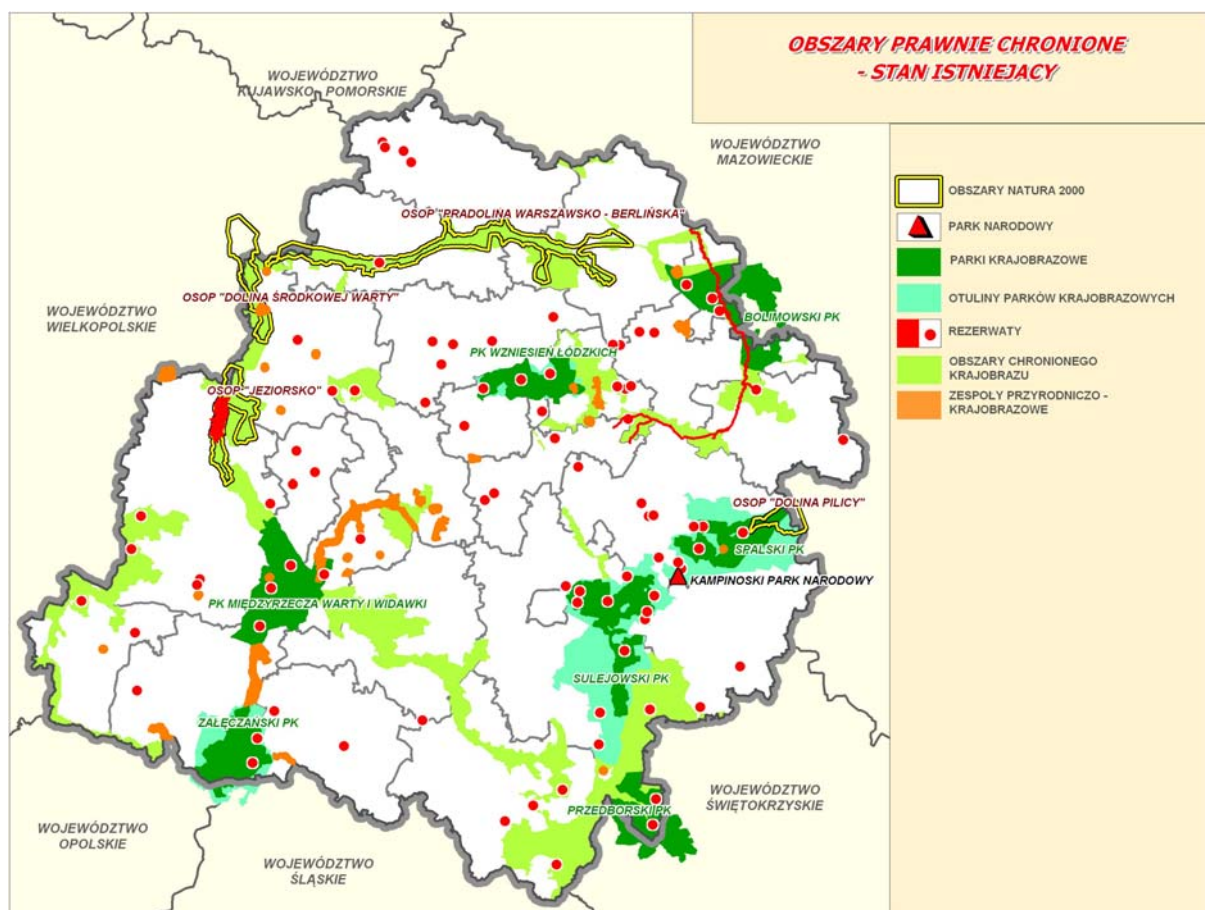 OBSZARY PRAWNIE CHRONIONE
- STAN ISTNIEJACY
WOJEWÓDZTWO
KUJAWSKO_POMORSKIE
WOJEWÓDZTWO
MAZOWIECKIE
OSOP "PRADOLINA WARSZAWSKO - BERLIŃSKA"
OSOP "DOLINA ŚRODKOWEJ WARTY"
WOJEWÓDZTWO
WIELKOPOLSKIE
BOLIMOWSKI PK
PK WZNIESIEŃ ŁÓDZKICH
OSOP "JEZIORSKO"
OSOP "DOLINA PILICY"
SPALSKI PK
KAMPINOSKI PARK NARODOWY
PK MIĘDZYRZECZA WARTY I WIDAWKI
SULEJOWSKI PK
ZAŁĘCZAŃSKI PK
PRZEDBORSKI PK
WOJEWÓDZTWO
ŚWIĘTOKRZYSKIE
WOJEWÓDZTWO
OPOLSKIE
WOJEWÓDZTWO
ŚLĄSKIE
OBSZARY NATURA 2000
PARK NARODOWY
PARKI KRAJOBRAZOWE
OTULINY PARKÓW KRAJOBRAZOWYCH
REZERWATY
OBSZARY CHRONIONEGO
KRAJOBRAZU
ZESPOŁY PRZYRODNICZO -
KRAJOBRAZOWE